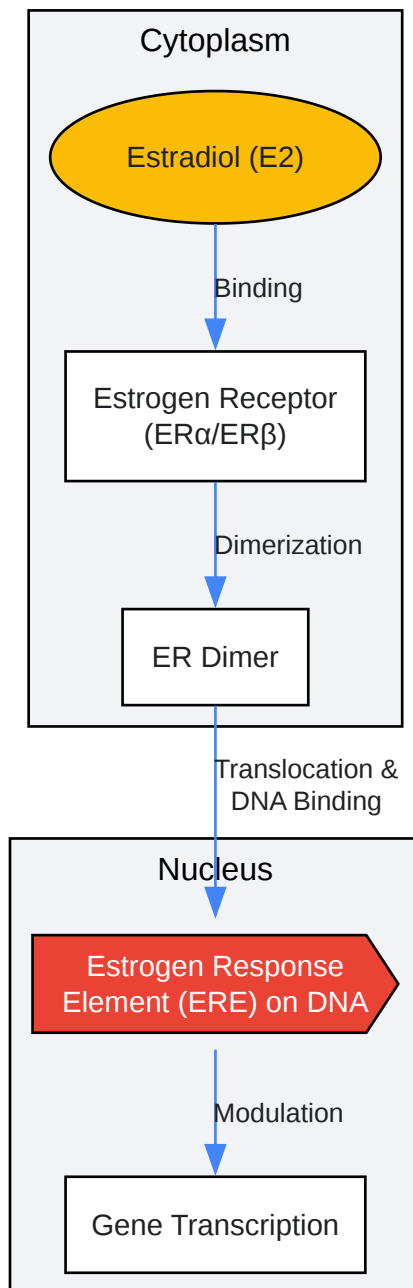 Cytoplasm
Estradiol (E2)
Binding
Estrogen Receptor
(ERα/ERβ)
Dimerization
ER Dimer
Translocation &
DNA Binding
Nucleus
Estrogen Response
Element (ERE) on DNA
Modulation
Gene Transcription